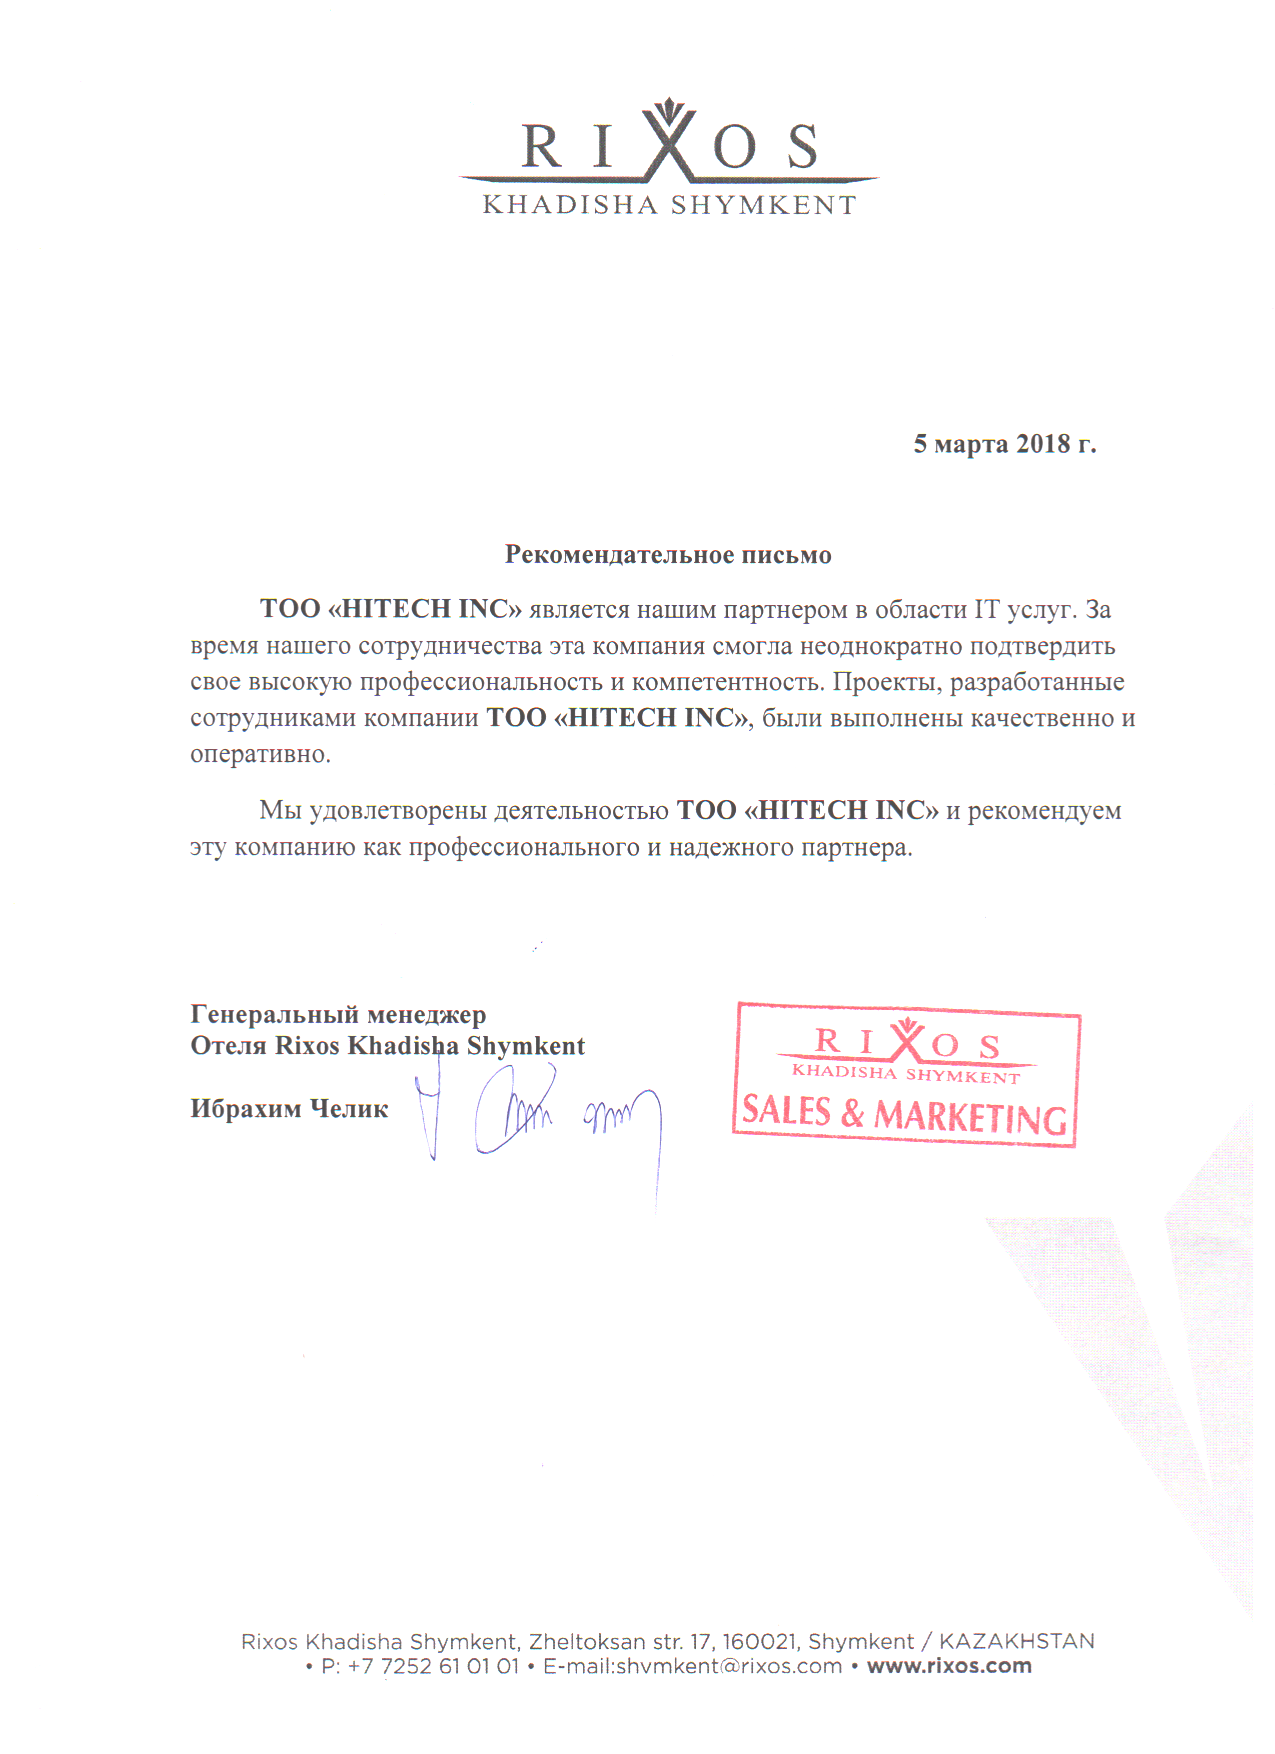 RIXOS
KHADISHA SHYMKENT
5 марта 2018 г.
Рекомендательное письмо
ТОО «HITECH INC» является нашим партнером в области IT услуг. За
время нашего сотрудничества эта компания смогла неоднократно подтвердить
свое высокую профессиональность и компетентность. Проекты, разработанные
сотрудниками компании ТОО «HITECH INC», были выполнены качественно и
оперативно.
Мы удовлетворены деятельностью ТОО «HITECH INC» и рекомендуем
эту компанию как профессионального и надежного партнера.
Генеральный менеджер
Отеля Rixos Khadisha Shymkent
Ибрахим Челик
RIXOS
KHADISHA SHYMKENT
SALES & MARKETING
Rixos Khadisha Shymkent, Zheltoksan str. 17, 160021, Shymkent / KAZAKHSTAN
• P: +7 7252 61 01 01 • E-mail:shvmkent@rixos.com • www.rixos.com